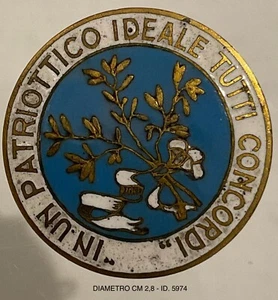 "IN UN PATRIOTTICO IDEALE TUTTI CONCORDI"
DIAMETRO CM 2,8 - ID. 5974